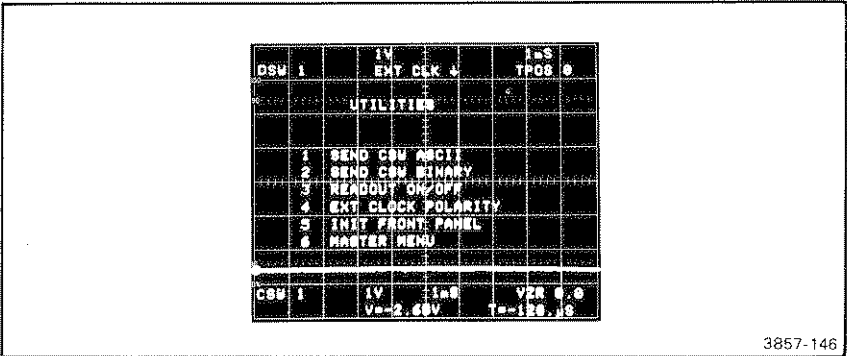 1V 1mS
DSW 1 EXT CLK ↓ TPOS 0
UTILITIES
1 SEND CSW ASCII
2 SEND CSW BINARY
3 READOUT ON/OFF
4 EXT CLOCK POLARITY
5 INIT FRONT PANEL
6 MASTER MENU
CSW 1 1V 1mS VZR 0.0
V=-2.60V T=-120.µS
3857-146